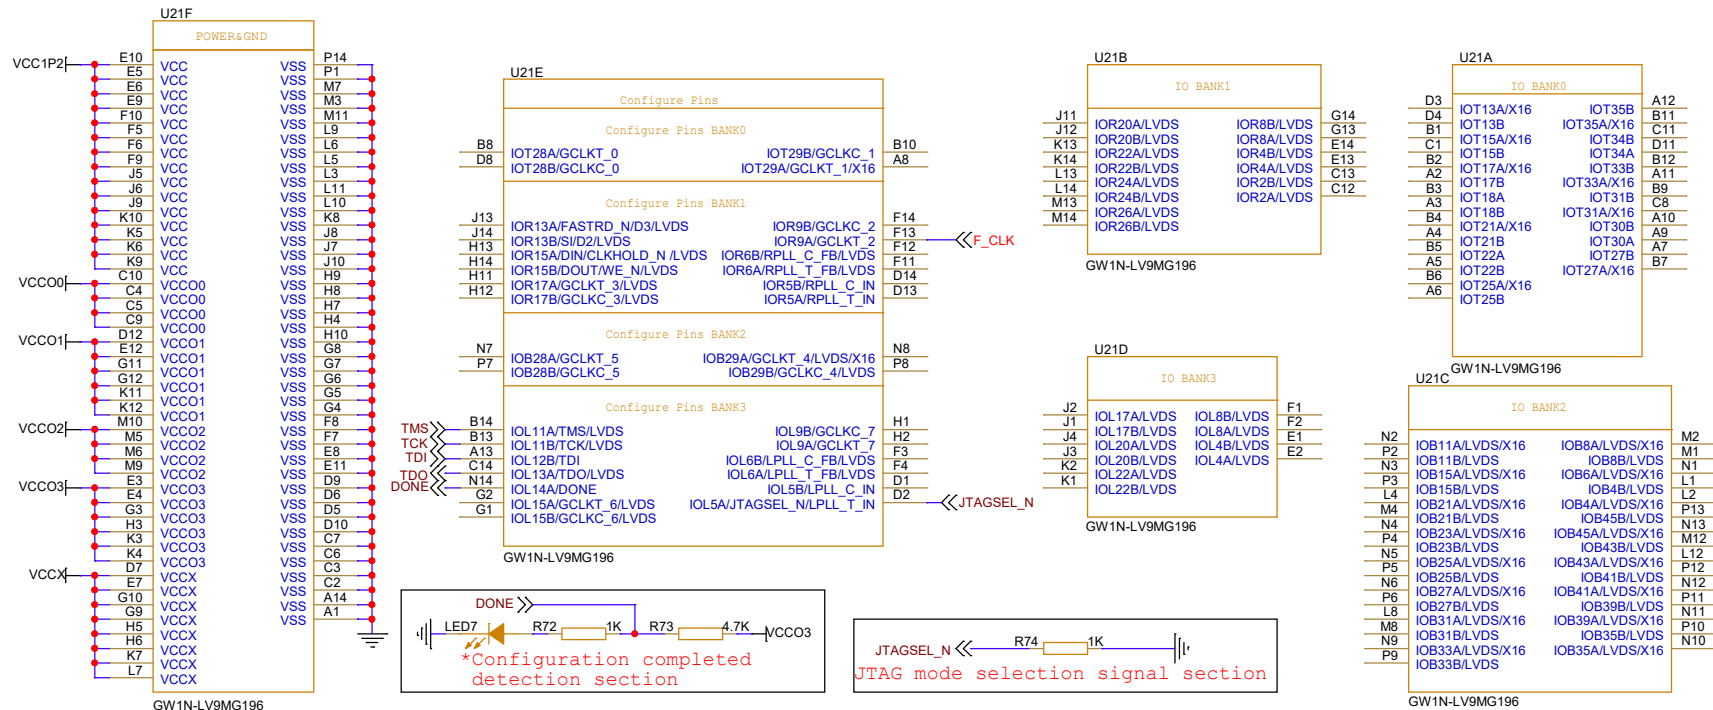 U21F
POWER&GND
VCC1P2
VCCO0
VCCO1
VCCO2
VCCO3
VCCX
E10 VCC VSS P14
E5 VCC VSS P1
E6 VCC VSS M7
E9 VCC VSS M3
F10 VCC VSS M11
F5 VCC VSS L9
F6 VCC VSS L6
F9 VCC VSS L5
J5 VCC VSS L3
J6 VCC VSS L11
J9 VCC VSS L10
K10 VCC VSS K8
K5 VCC VSS J8
K6 VCC VSS J7
K9 VCC VSS J10
C10 VCCO0 VSS H9
C4 VCCO0 VSS H8
C5 VCCO0 VSS H7
C9 VCCO0 VSS H4
D12 VCCO1 VSS H10
E12 VCCO1 VSS G8
G11 VCCO1 VSS G7
G12 VCCO1 VSS G6
K11 VCCO1 VSS G5
K12 VCCO1 VSS G4
M10 VCCO2 VSS F8
M5 VCCO2 VSS F7
M6 VCCO2 VSS E8
M9 VCCO2 VSS E11
E3 VCCO3 VSS D9
E4 VCCO3 VSS D6
G3 VCCO3 VSS D5
H3 VCCO3 VSS D10
K3 VCCO3 VSS C7
K4 VCCO3 VSS C6
D7 VCCX VSS C3
E7 VCCX VSS C2
G10 VCCX VSS A14
G9 VCCX VSS A1
H5 VCCX
H6 VCCX
K7 VCCX
L7 VCCX
GW1N-LV9MG196
U21E
Configure Pins
Configure Pins BANK0
B8 IOT28A/GCLKT_0 IOT29B/GCLKC_1 B10
D8 IOT28B/GCLKC_0 IOT29A/GCLKT_1/X16 A8
Configure Pins BANK1
J13 IOR13A/FASTRD_N/D3/LVDS IOR9B/GCLKC_2 F14
J14 IOR13B/SI/D2/LVDS IOR9A/GCLKT_2 F13 F_CLK
H13 IOR15A/DIN/CLKHOLD_N /LVDS IOR6B/RPLL_C_FB/LVDS F12
H14 IOR15B/DOUT/WE_N/LVDS IOR6A/RPLL_T_FB/LVDS F11
H11 IOR17A/GCLKT_3/LVDS IOR5B/RPLL_C_IN D14
H12 IOR17B/GCLKC_3/LVDS IOR5A/RPLL_T_IN D13
Configure Pins BANK2
N7 IOB28A/GCLKT_5 IOB29A/GCLKT_4/LVDS/X16 N8
P7 IOB28B/GCLKC_5 IOB29B/GCLKC_4/LVDS P8
Configure Pins BANK3
TMS B14 IOL11A/TMS/LVDS IOL9B/GCLKC_7 H1
TCK B13 IOL11B/TCK/LVDS IOL9A/GCLKT_7 H2
TDI A13 IOL12B/TDI IOL6B/LPLL_C_FB/LVDS F3
TDO C14 IOL13A/TDO/LVDS IOL6A/LPLL_T_FB/LVDS F4
DONE N14 IOL14A/DONE IOL5B/LPLL_C_IN D1
G2 IOL15A/GCLKT_6/LVDS IOL5A/JTAGSEL_N/LPLL_T_IN D2 JTAGSEL_N
G1 IOL15B/GCLKC_6/LVDS
GW1N-LV9MG196
U21B
IO BANK1
J11 IOR20A/LVDS IOR8B/LVDS G14
J12 IOR20B/LVDS IOR8A/LVDS G13
K13 IOR22A/LVDS IOR4B/LVDS E14
K14 IOR22B/LVDS IOR4A/LVDS E13
L13 IOR24A/LVDS IOR2B/LVDS C13
L14 IOR24B/LVDS IOR2A/LVDS C12
M13 IOR26A/LVDS
M14 IOR26B/LVDS
GW1N-LV9MG196
U21A
IO BANK0
D3 IOT13A/X16 IOT35B A12
D4 IOT13B IOT35A/X16 B11
B1 IOT15A/X16 IOT34B C11
C1 IOT15B IOT34A D11
B2 IOT17A/X16 IOT33B B12
A2 IOT17B IOT33A/X16 A11
B3 IOT18A IOT31B B9
A3 IOT18B IOT31A/X16 C8
B4 IOT21A/X16 IOT30B A10
A4 IOT21B IOT30A A9
B5 IOT22A IOT27B A7
A5 IOT22B IOT27A/X16 B7
B6 IOT25A/X16
A6 IOT25B
GW1N-LV9MG196
U21D
IO BANK3
J2 IOL17A/LVDS IOL8B/LVDS F1
J1 IOL17B/LVDS IOL8A/LVDS F2
J4 IOL20A/LVDS IOL4B/LVDS E1
J3 IOL20B/LVDS IOL4A/LVDS E2
K2 IOL22A/LVDS
K1 IOL22B/LVDS
GW1N-LV9MG196
U21C
IO BANK2
N2 IOB11A/LVDS/X16 IOB8A/LVDS/X16 M2
P2 IOB11B/LVDS IOB8B/LVDS M1
N3 IOB15A/LVDS/X16 IOB6A/LVDS/X16 N1
P3 IOB15B/LVDS IOB4B/LVDS L1
L4 IOB21A/LVDS/X16 IOB4A/LVDS/X16 L2
M4 IOB21B/LVDS IOB45B/LVDS P13
N4 IOB23A/LVDS/X16 IOB45A/LVDS/X16 N13
P4 IOB23B/LVDS IOB43B/LVDS M12
N5 IOB25A/LVDS/X16 IOB43A/LVDS/X16 L12
P5 IOB25B/LVDS IOB41B/LVDS P12
N6 IOB27A/LVDS/X16 IOB41A/LVDS/X16 N12
P6 IOB27B/LVDS IOB39B/LVDS P11
L8 IOB31A/LVDS/X16 IOB39A/LVDS/X16 N11
M8 IOB31B/LVDS IOB35B/LVDS P10
N9 IOB33A/LVDS/X16 IOB35A/LVDS/X16 N10
P9 IOB33B/LVDS
GW1N-LV9MG196
DONE
LED7 R72 1K R73 4.7K VCCO3
*Configuration completed
detection section
JTAGSEL_N R74 1K
JTAG mode selection signal section